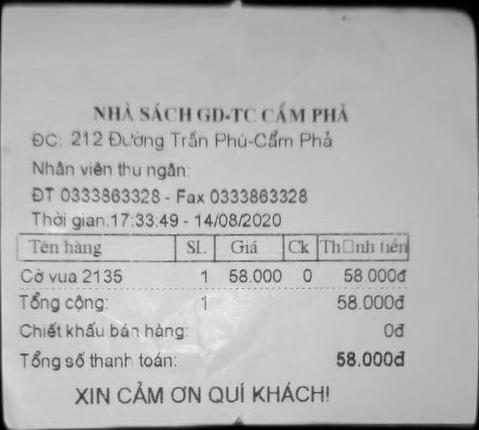 NHÀ SÁCH GD-TC CẨM PHẢ
ĐC: 212 Đường Trần Phú-Cẩm Phả
Nhân viên thu ngân:
ĐT 0333863328 - Fax 0333863328
Thời gian:17:33:49 - 14/08/2020
Tên hàng SL Giá Ck Th□nh tiền
Cờ vua 2135 1 58.000 0 58.000đ
Tổng cộng: 1 58.000đ
Chiết khấu bán hàng: 0đ
Tổng số thanh toán: 58.000đ
XIN CẢM ƠN QUÍ KHÁCH!